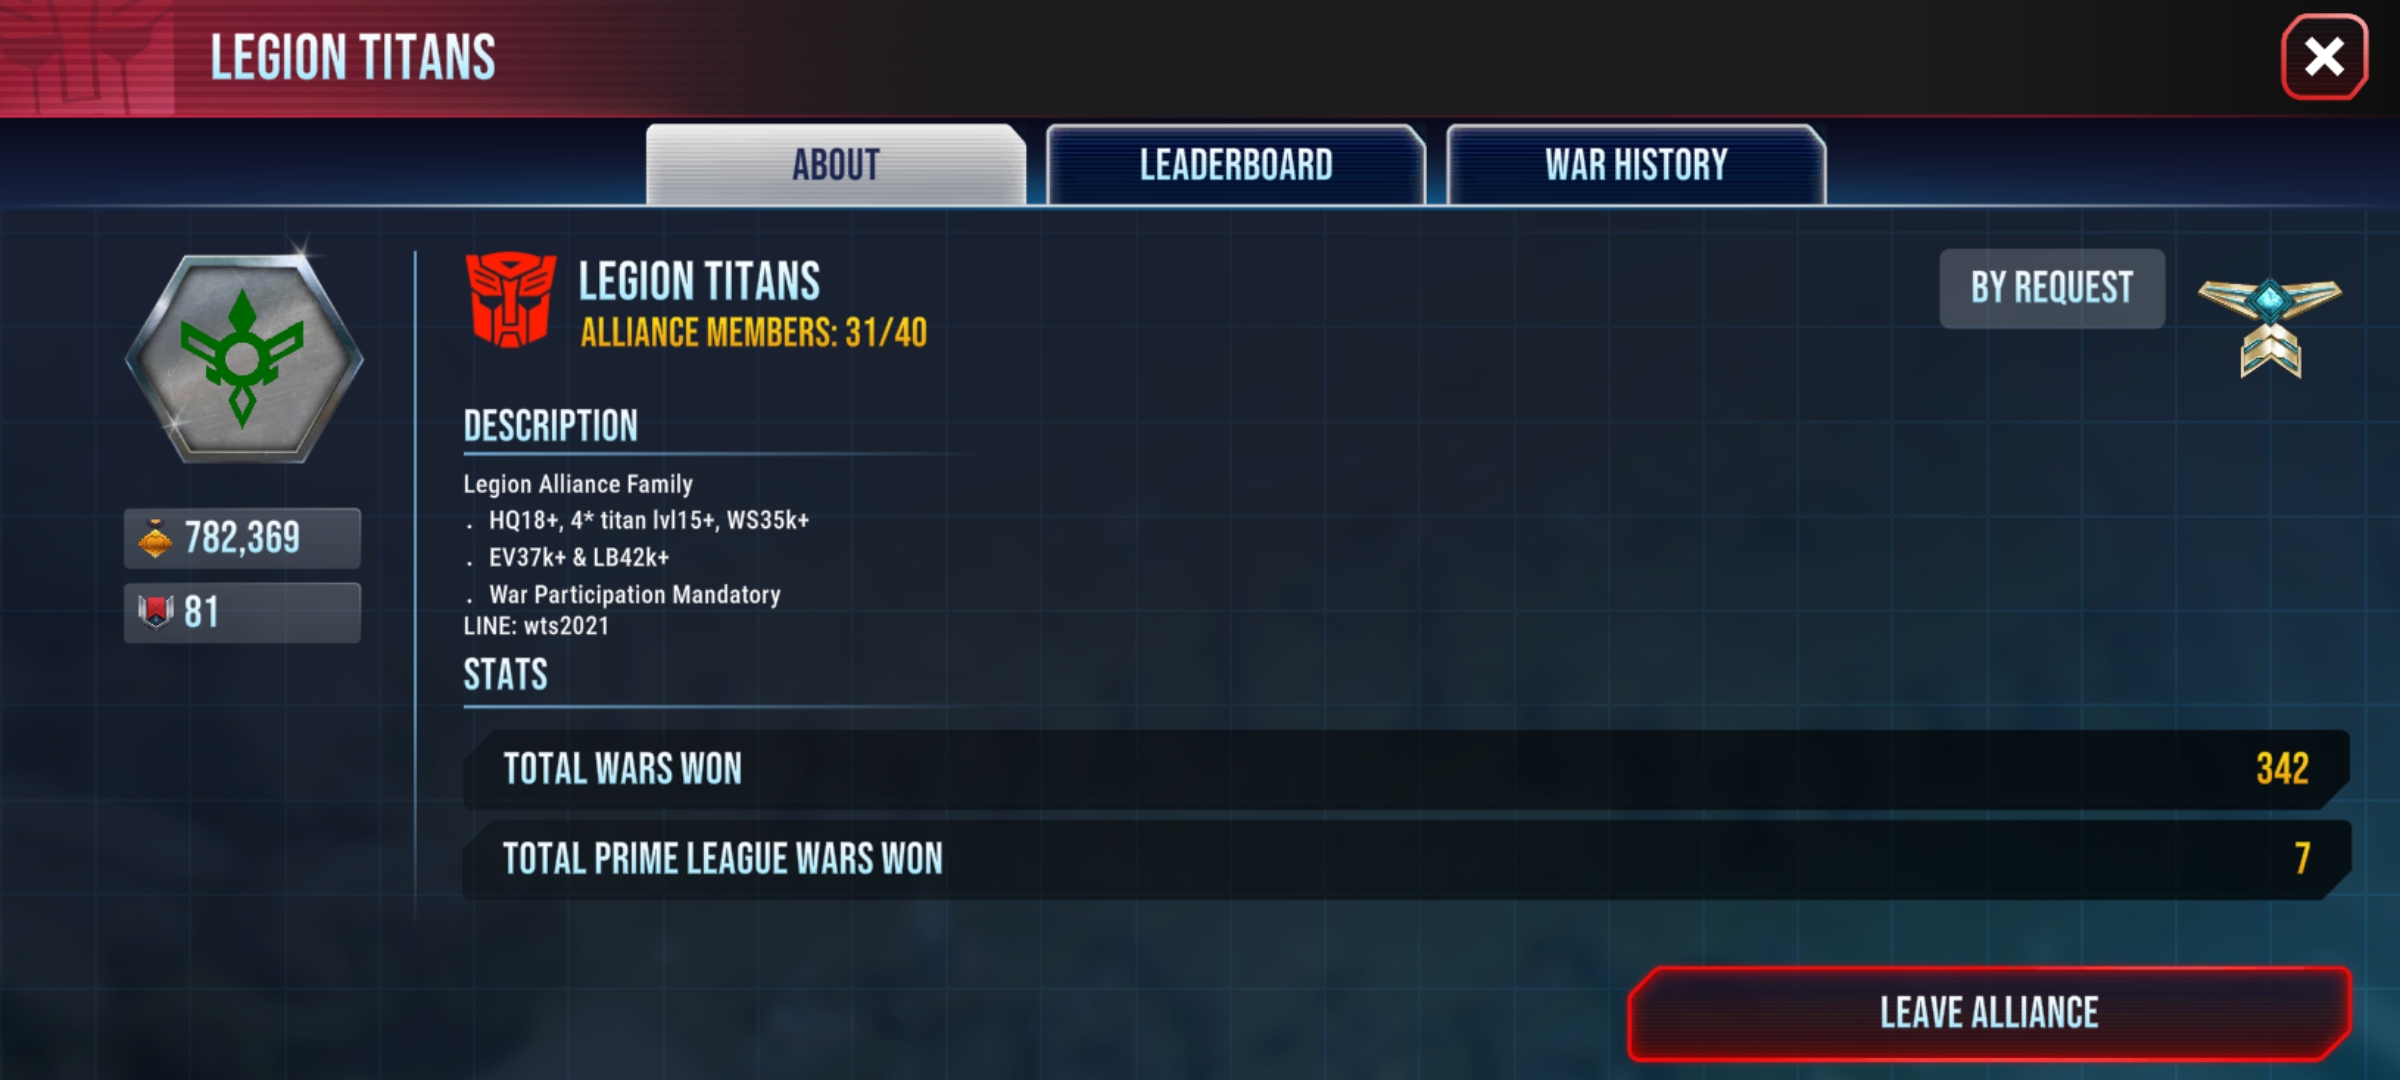 LEGION TITANS
ABOUT
LEADERBOARD
WAR HISTORY
LEGION TITANS
ALLIANCE MEMBERS: 31/40
BY REQUEST
782,369
81
DESCRIPTION
Legion Alliance Family
. HQ18+, 4* titan lvl15+, WS35k+
. EV37k+ & LB42k+
. War Participation Mandatory
LINE: wts2021
STATS
TOTAL WARS WON 342
TOTAL PRIME LEAGUE WARS WON 7
LEAVE ALLIANCE